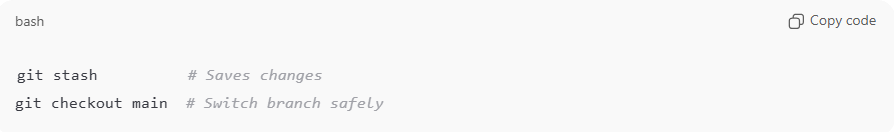 bash Copy code
git stash # Saves changes
git checkout main # Switch branch safely